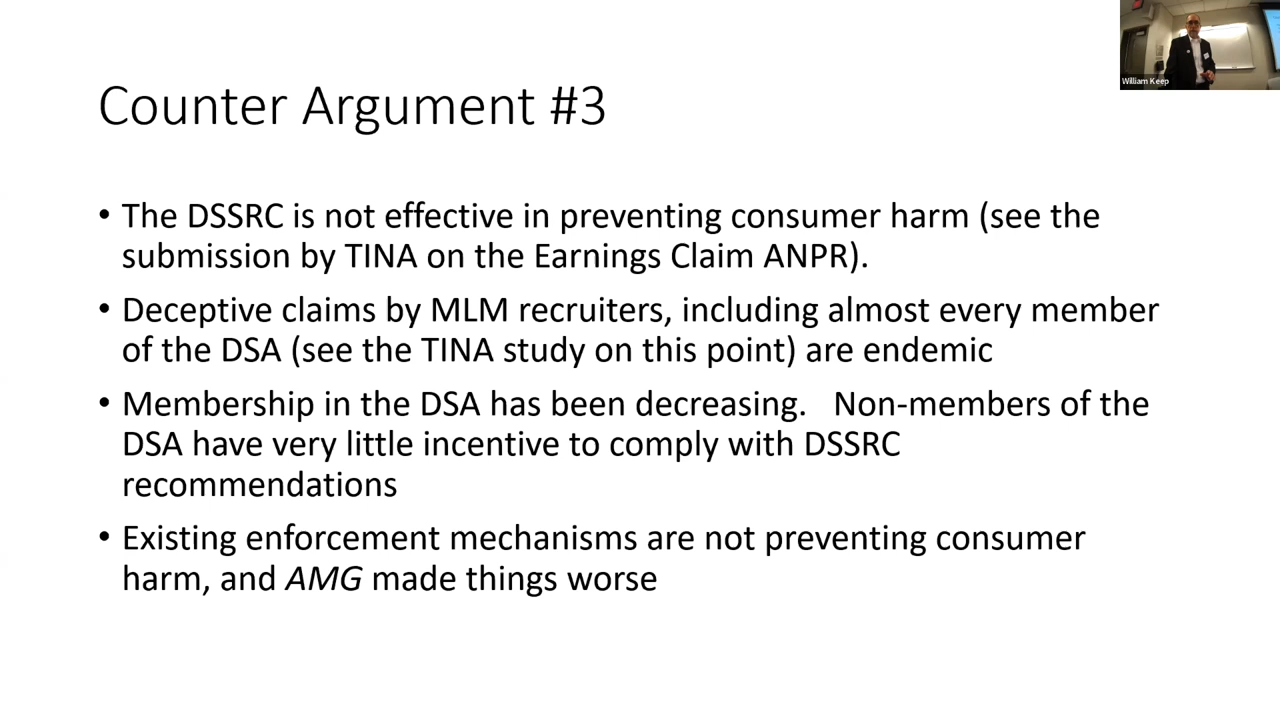 William Keep
Counter Argument #3
• The DSSRC is not effective in preventing consumer harm (see the
submission by TINA on the Earnings Claim ANPR).
• Deceptive claims by MLM recruiters, including almost every member
of the DSA (see the TINA study on this point) are endemic
• Membership in the DSA has been decreasing.   Non-members of the
DSA have very little incentive to comply with DSSRC
recommendations
• Existing enforcement mechanisms are not preventing consumer
harm, and AMG made things worse